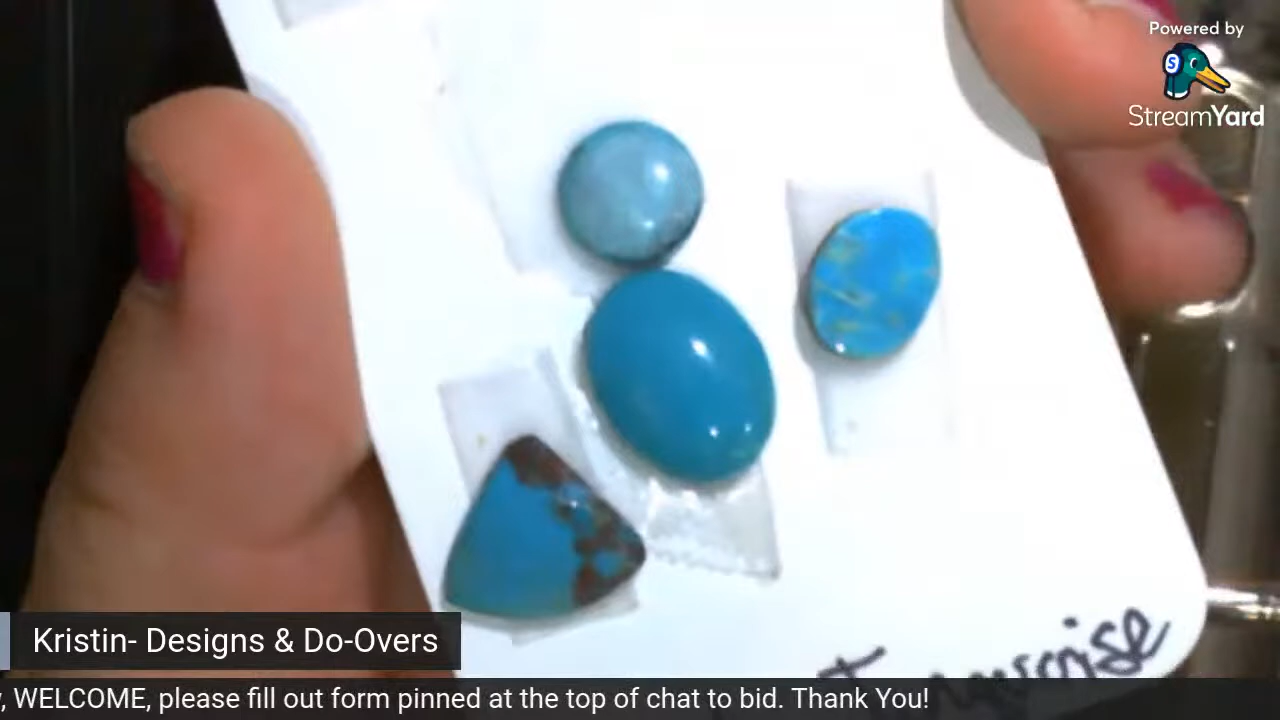 Powered by
StreamYard
Turquoise
Kristin- Designs & Do-Overs
, WELCOME, please fill out form pinned at the top of chat to bid. Thank You!